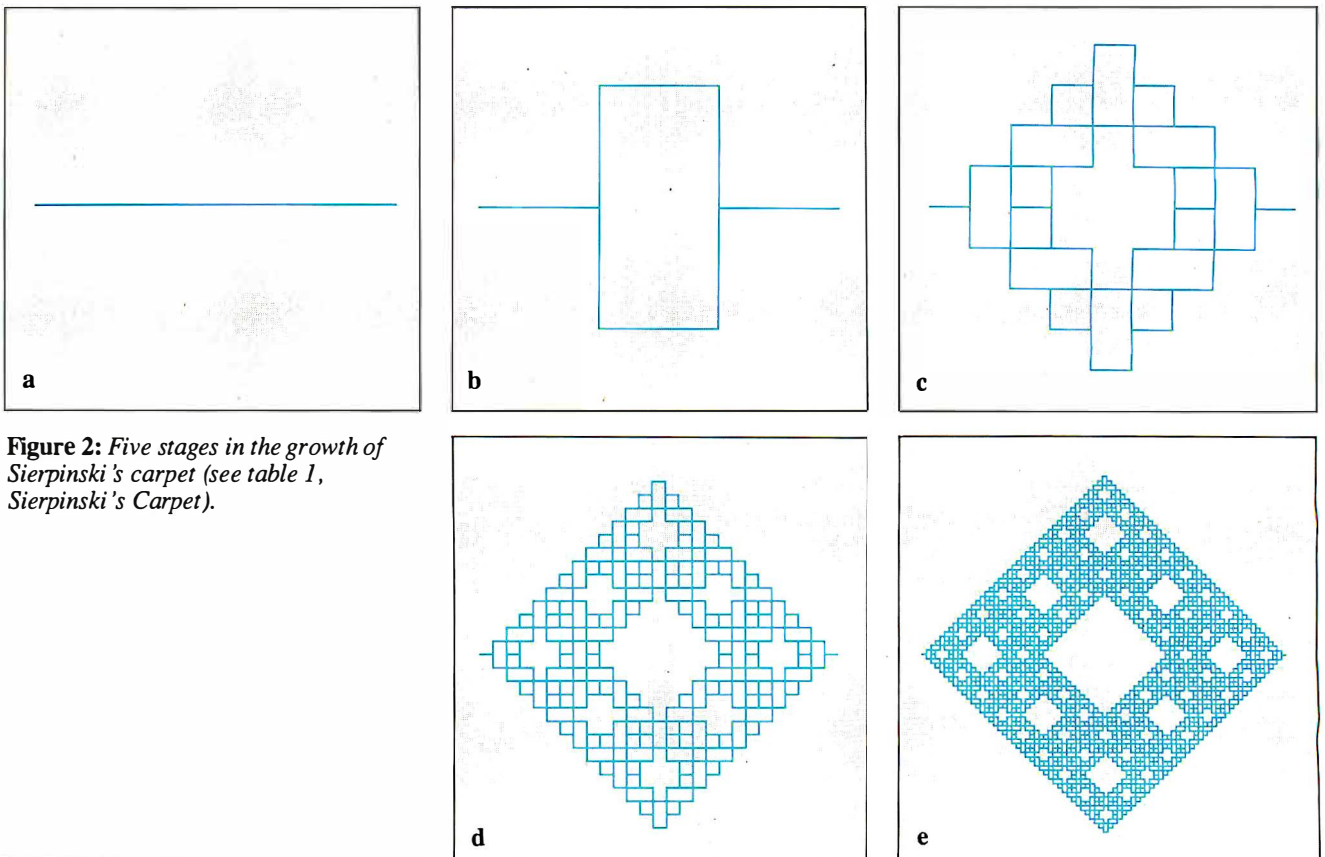 a
b
c
Figure 2: Five stages in the growth of
Sierpinski's carpet (see table 1,
Sierpinski's Carpet).
d
e